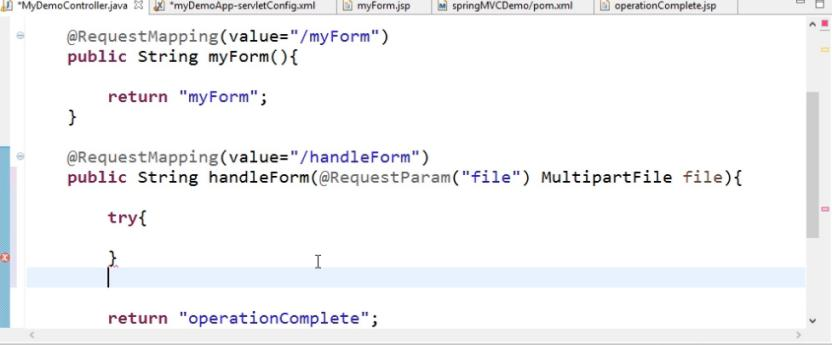 *MyDemoController.java *myDemoApp-servletConfig.xml myForm.jsp springMVCDemo/pom.xml operationComplete.jsp
@RequestMapping(value="/myForm")
public String myForm(){
return "myForm";
}
@RequestMapping(value="/handleForm")
public String handleForm(@RequestParam("file") MultipartFile file){
try{
}
return "operationComplete";